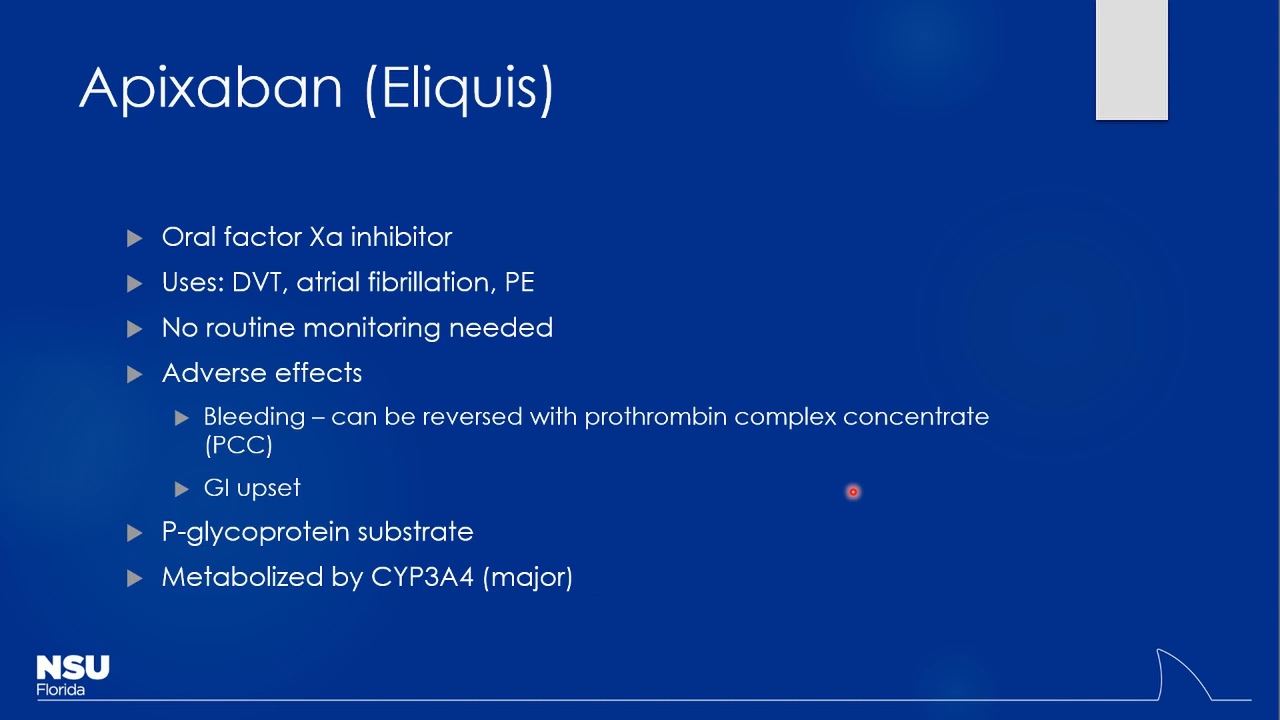 Apixaban (Eliquis)
Oral factor Xa inhibitor
Uses: DVT, atrial fibrillation, PE
No routine monitoring needed
Adverse effects
Bleeding – can be reversed with prothrombin complex concentrate
(PCC)
GI upset
P-glycoprotein substrate
Metabolized by CYP3A4 (major)
NSU
Florida